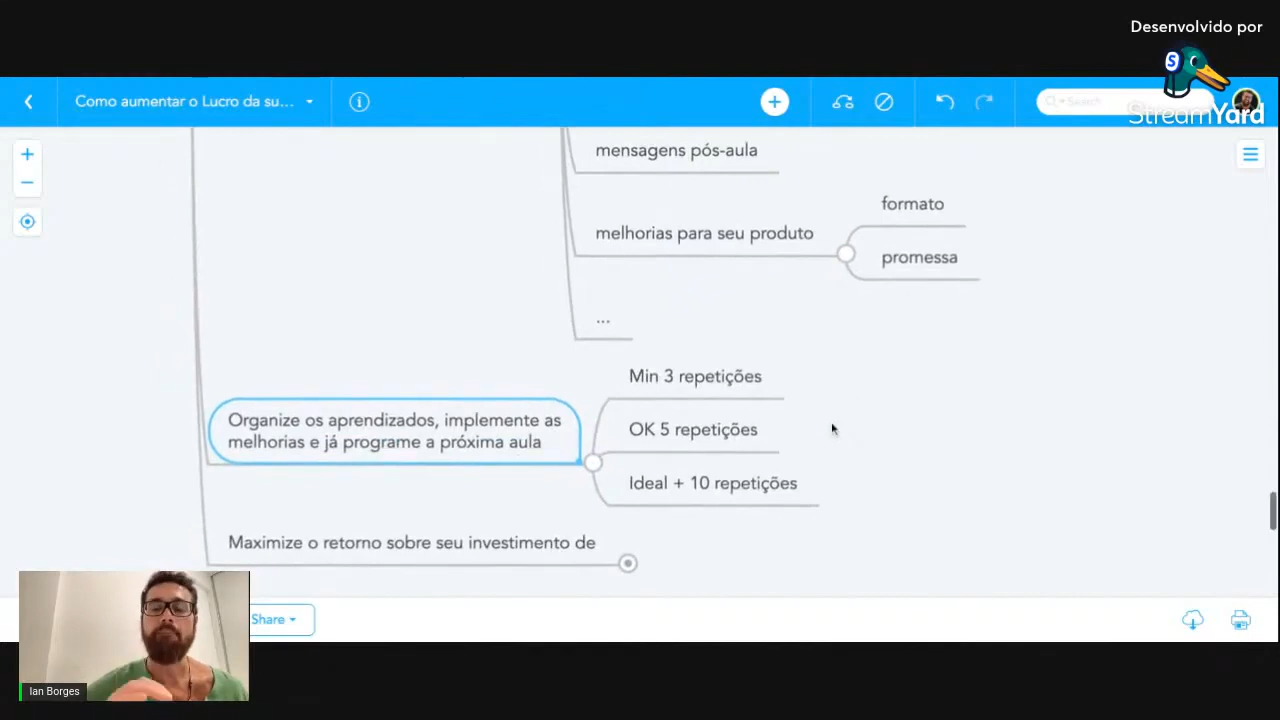 Desenvolvido por
StreamYard
Como aumentar o Lucro da su...
Search
mensagens pós-aula
formato
melhorias para seu produto
promessa
...
Min 3 repetições
Organize os aprendizados, implemente as
melhorias e já programe a próxima aula
OK 5 repetições
Ideal + 10 repetições
Maximize o retorno sobre seu investimento de
Share
Ian Borges